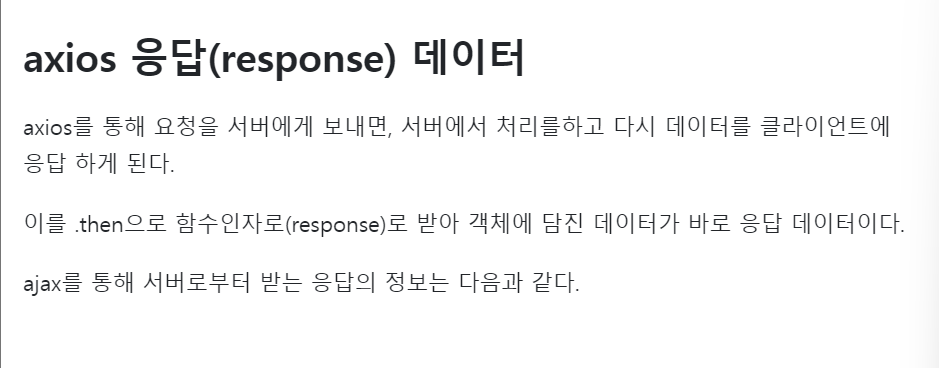 axios 응답(response) 데이터
axios를 통해 요청을 서버에게 보내면, 서버에서 처리를하고 다시 데이터를 클라이언트에
응답 하게 된다.
이를 .then으로 함수인자로(response)로 받아 객체에 담진 데이터가 바로 응답 데이터이다.
ajax를 통해 서버로부터 받는 응답의 정보는 다음과 같다.